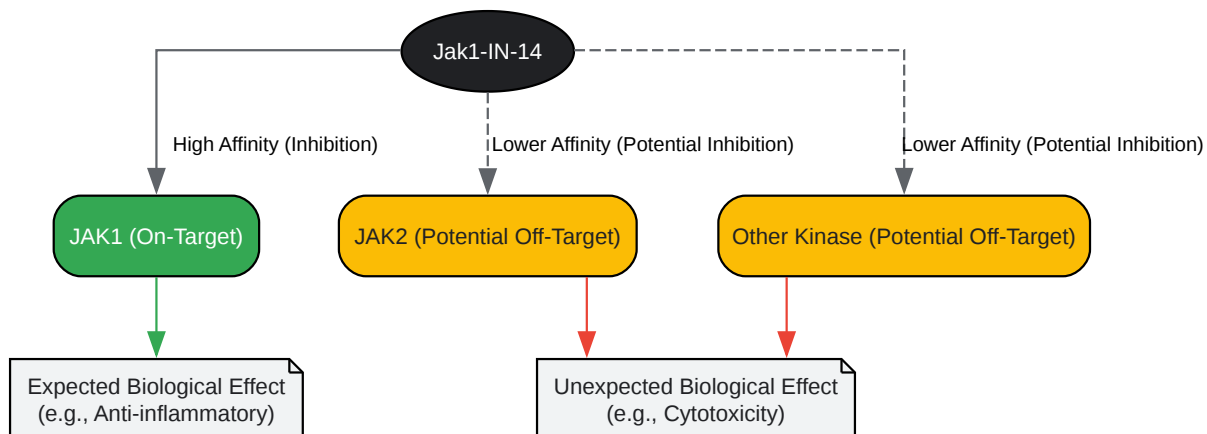 Jak1-IN-14
High Affinity (Inhibition)
Lower Affinity (Potential Inhibition)
Lower Affinity (Potential Inhibition)
JAK1 (On-Target)
JAK2 (Potential Off-Target)
Other Kinase (Potential Off-Target)
Expected Biological Effect
(e.g., Anti-inflammatory)
Unexpected Biological Effect
(e.g., Cytotoxicity)